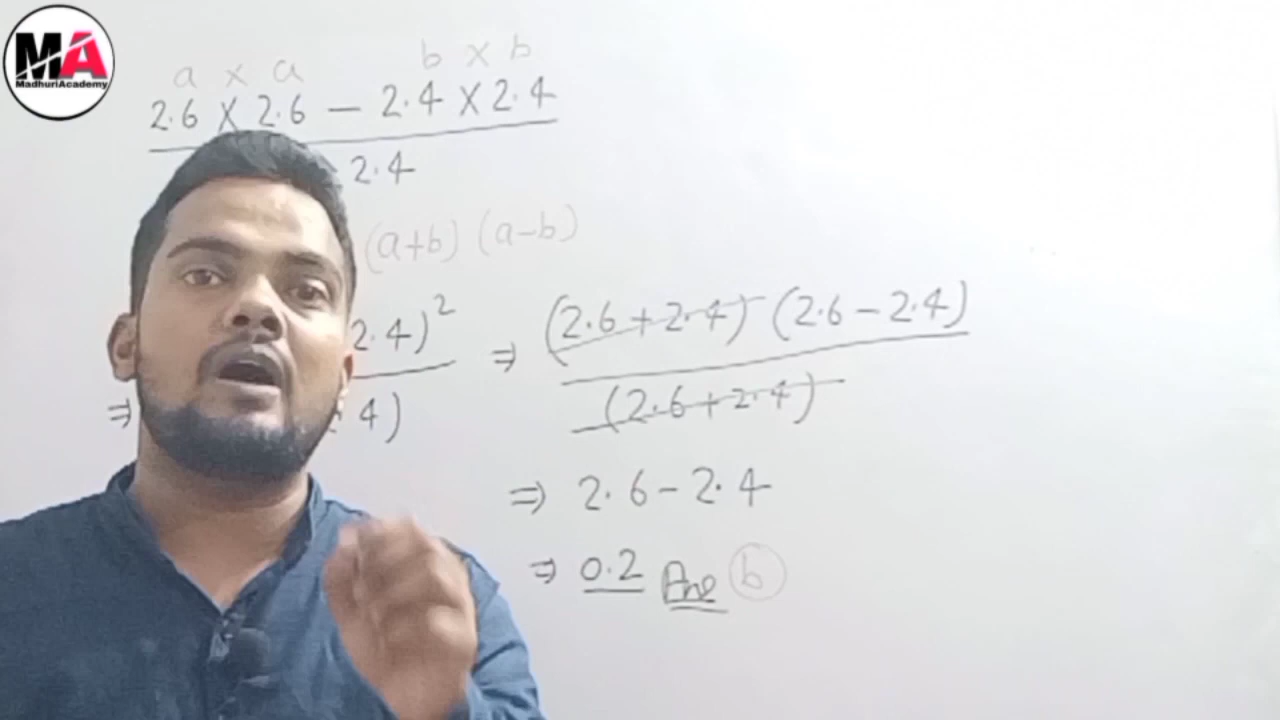 MA
MadhuriAcademy
a × a b × b
2.6 × 2.6 – 2.4 × 2.4
2.4
(a+b) (a-b)
2.4)² ⇒ (2.6 + 2.4) (2.6 – 2.4)
⇒ 4) (2.6 + 2.4)
⇒ 2.6 – 2.4
⇒ 0.2 Ans b